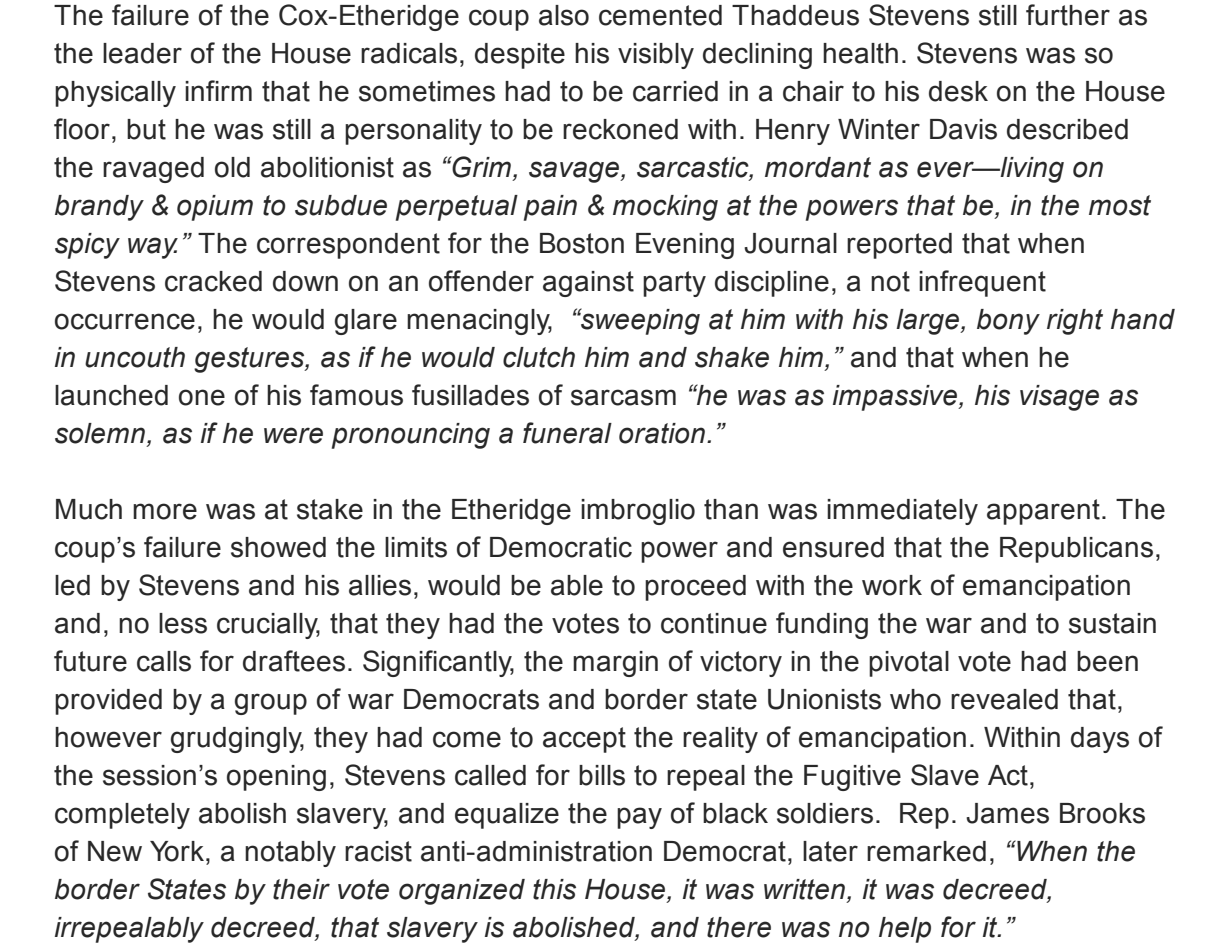 The failure of the Cox-Etheridge coup also cemented Thaddeus Stevens still further as
the leader of the House radicals, despite his visibly declining health. Stevens was so
physically infirm that he sometimes had to be carried in a chair to his desk on the House
floor, but he was still a personality to be reckoned with. Henry Winter Davis described
the ravaged old abolitionist as “Grim, savage, sarcastic, mordant as ever—living on
brandy & opium to subdue perpetual pain & mocking at the powers that be, in the most
spicy way.” The correspondent for the Boston Evening Journal reported that when
Stevens cracked down on an offender against party discipline, a not infrequent
occurrence, he would glare menacingly,  “sweeping at him with his large, bony right hand
in uncouth gestures, as if he would clutch him and shake him,” and that when he
launched one of his famous fusillades of sarcasm “he was as impassive, his visage as
solemn, as if he were pronouncing a funeral oration.”

Much more was at stake in the Etheridge imbroglio than was immediately apparent. The
coup’s failure showed the limits of Democratic power and ensured that the Republicans,
led by Stevens and his allies, would be able to proceed with the work of emancipation
and, no less crucially, that they had the votes to continue funding the war and to sustain
future calls for draftees. Significantly, the margin of victory in the pivotal vote had been
provided by a group of war Democrats and border state Unionists who revealed that,
however grudgingly, they had come to accept the reality of emancipation. Within days of
the session’s opening, Stevens called for bills to repeal the Fugitive Slave Act,
completely abolish slavery, and equalize the pay of black soldiers.  Rep. James Brooks
of New York, a notably racist anti-administration Democrat, later remarked, “When the
border States by their vote organized this House, it was written, it was decreed,
irrepealably decreed, that slavery is abolished, and there was no help for it.”